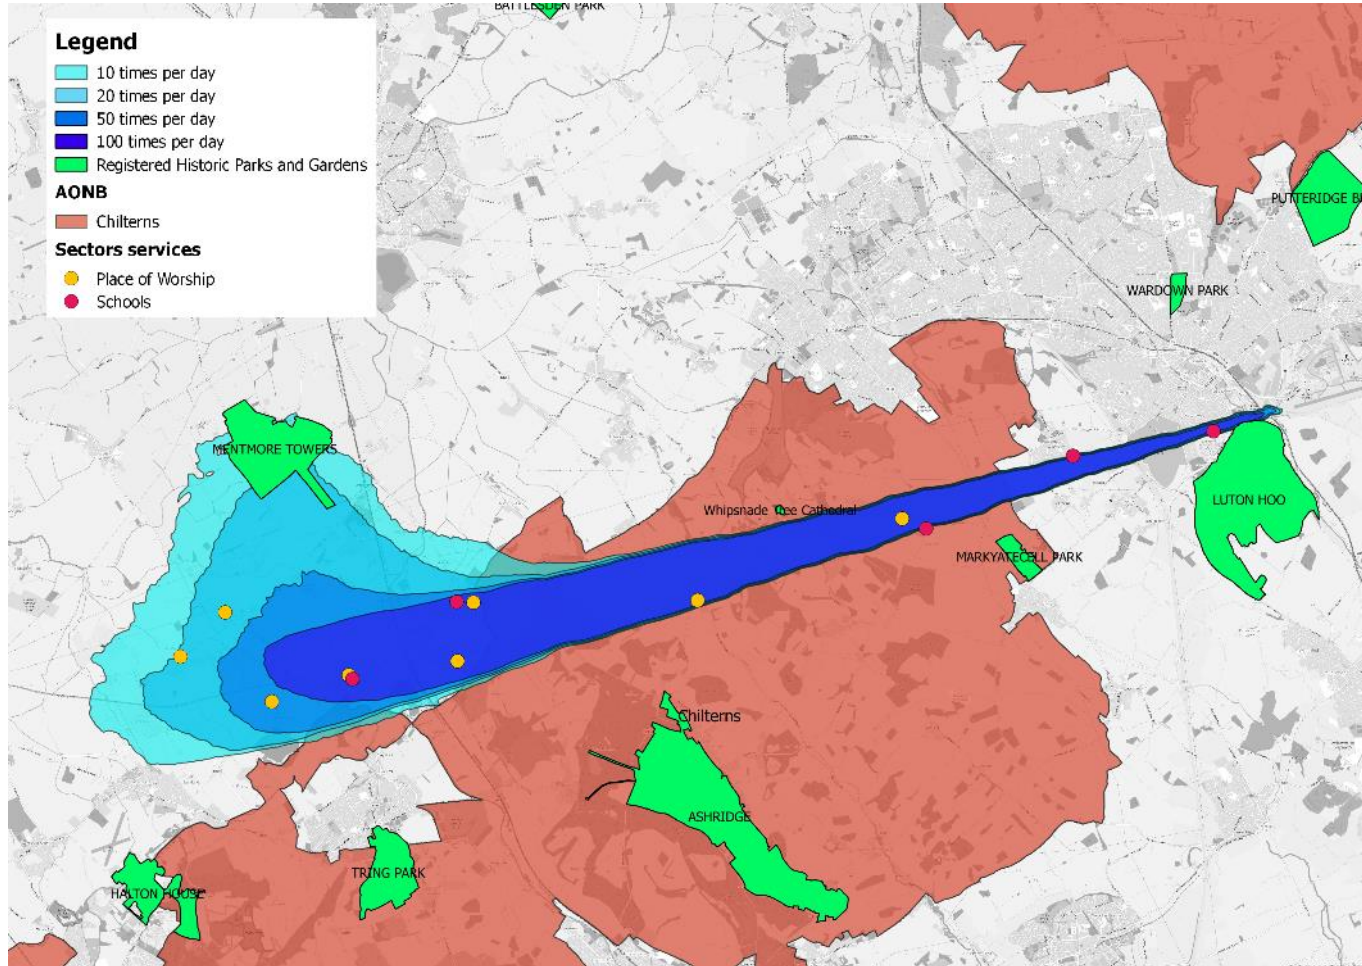 BATTLESDEN PARK
Legend
10 times per day
20 times per day
50 times per day
100 times per day
Registered Historic Parks and Gardens
AONB
Chilterns
Sectors services
Place of Worship
Schools
PUTTERIDGE B
WARDOWN PARK
MENTMORE TOWERS
LUTON HOO
Whipsnade Tree Cathedral
MARKYATECELL PARK
Chilterns
ASHRIDGE
TRING PARK
HALTON HOUSE